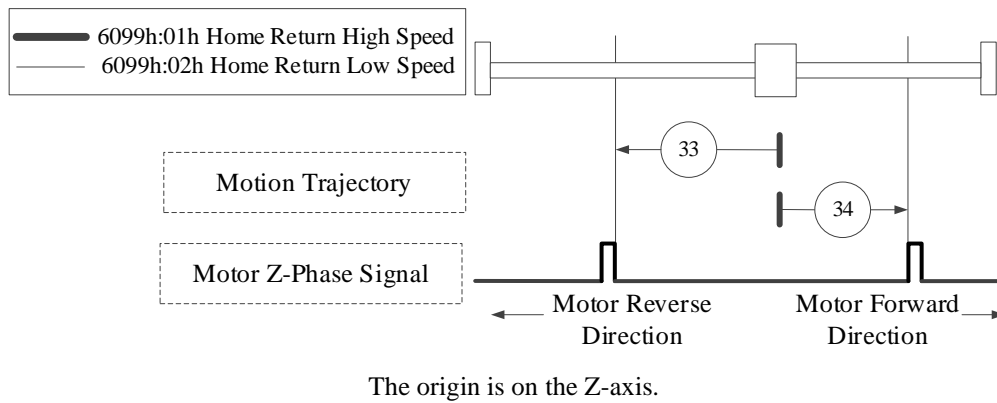 6099h:01h Home Return High Speed
6099h:02h Home Return Low Speed
33
Motion Trajectory
34
Motor Z-Phase Signal
Motor Reverse Direction
Motor Forward Direction
The origin is on the Z-axis.